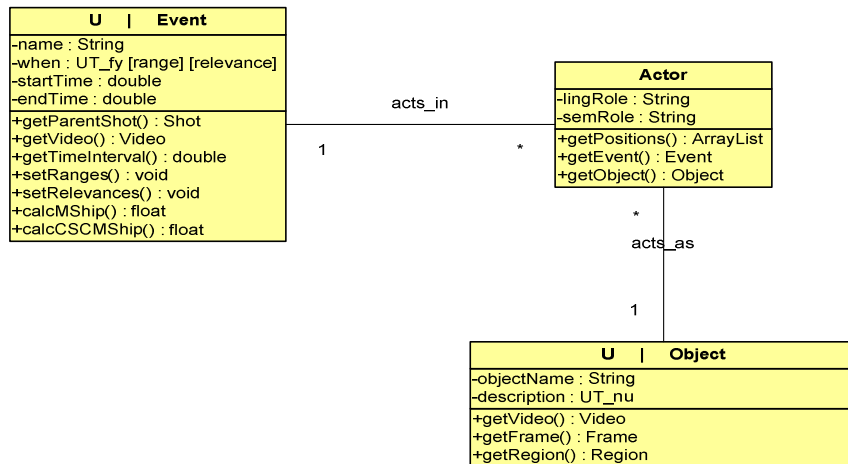 U | Event
-name : String
-when : UT_fy [range] [relevance]
-startTime : double
-endTime : double
+getParentShot() : Shot
+getVideo() : Video
+getTimeInterval() : double
+setRanges() : void
+setRelevances() : void
+calcMShip() : float
+calcCSCMShip() : float
acts_in
1
*
Actor
-lingRole : String
-semRole : String
+getPositions() : ArrayList
+getEvent() : Event
+getObject() : Object
*
acts_as
1
U | Object
-objectName : String
-description : UT_nu
+getVideo() : Video
+getFrame() : Frame
+getRegion() : Region